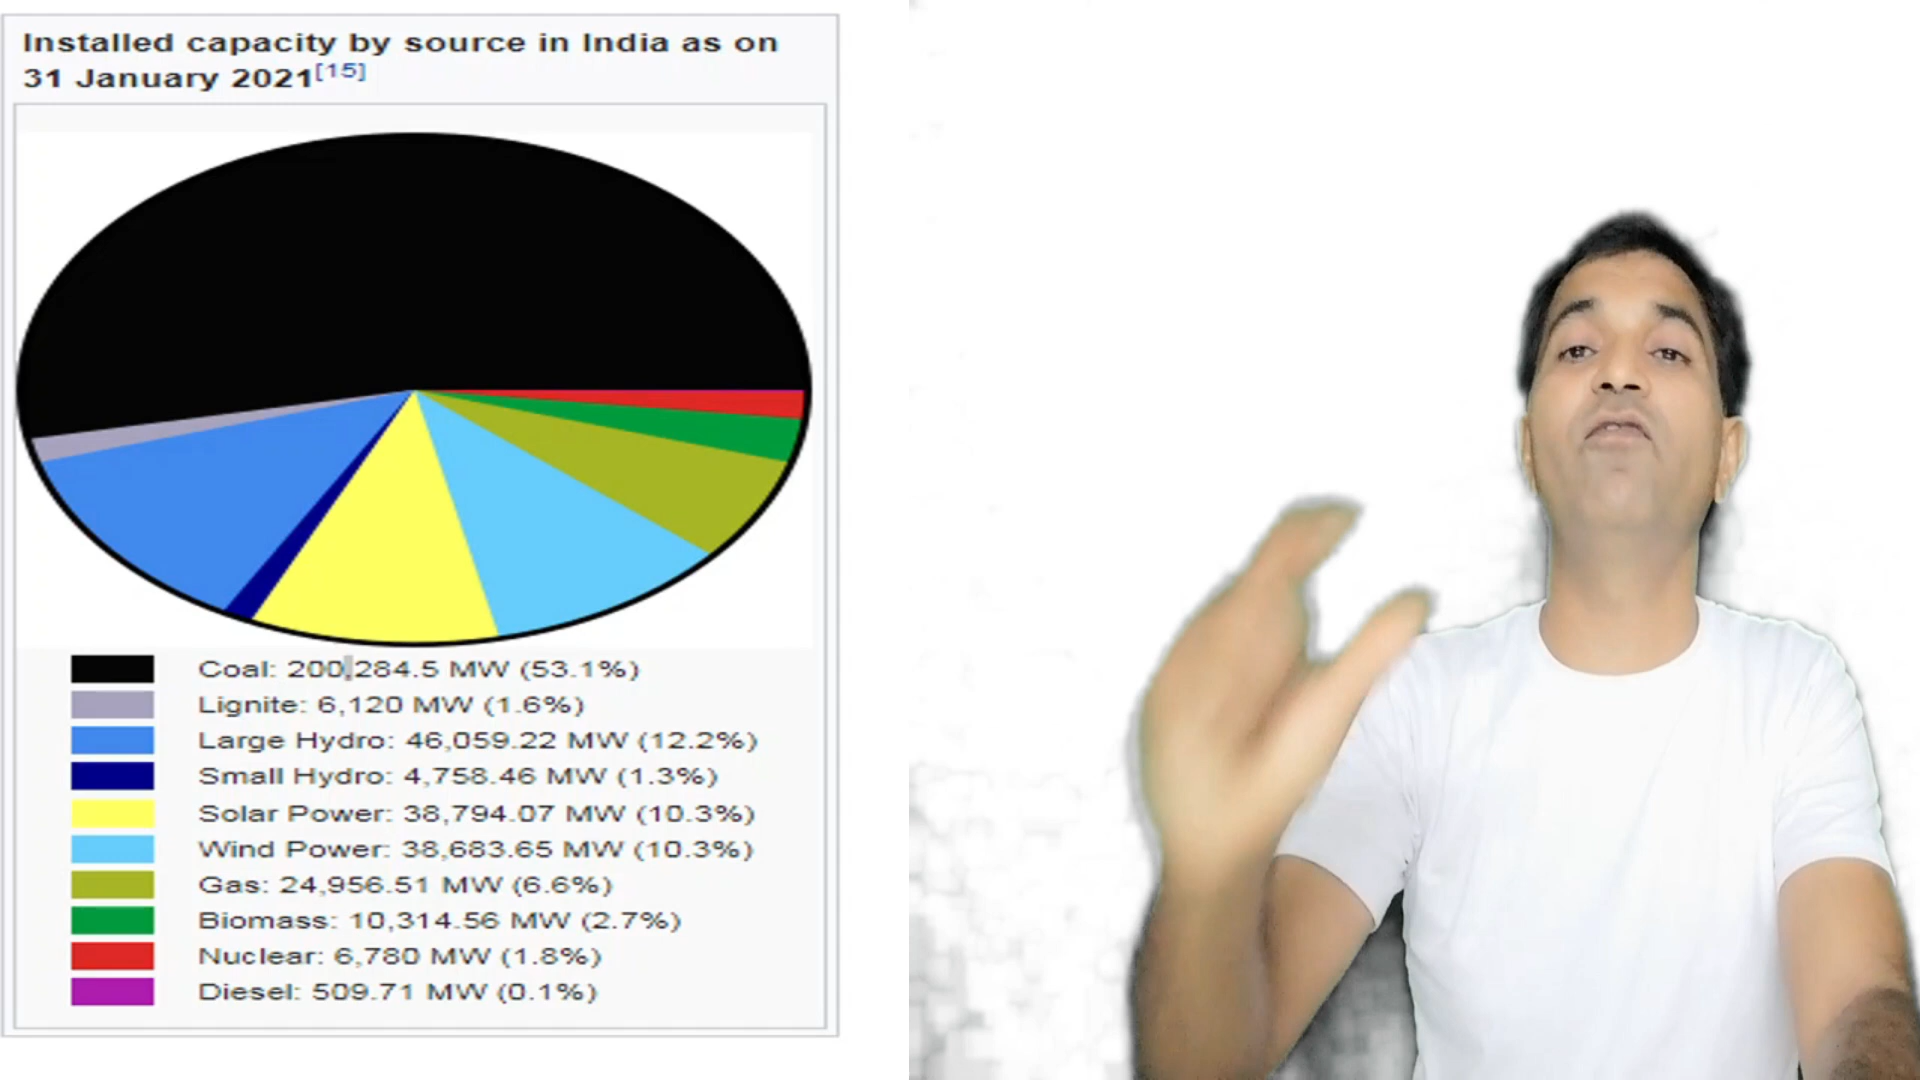 Installed capacity by source in India as on
31 January 2021[15]
Coal: 200,284.5 MW (53.1%)
Lignite: 6,120 MW (1.6%)
Large Hydro: 46,059.22 MW (12.2%)
Small Hydro: 4,758.46 MW (1.3%)
Solar Power: 38,794.07 MW (10.3%)
Wind Power: 38,683.65 MW (10.3%)
Gas: 24,956.51 MW (6.6%)
Biomass: 10,314.56 MW (2.7%)
Nuclear: 6,780 MW (1.8%)
Diesel: 509.71 MW (0.1%)